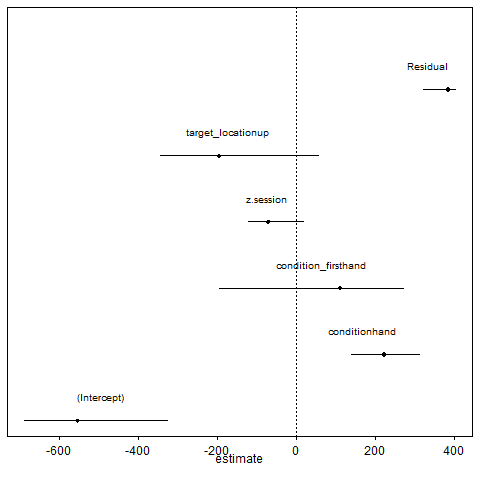 Residual
target_locationup
z.session
condition_firsthand
conditionhand
(Intercept)
-600 -400 -200 0 200 400
estimate